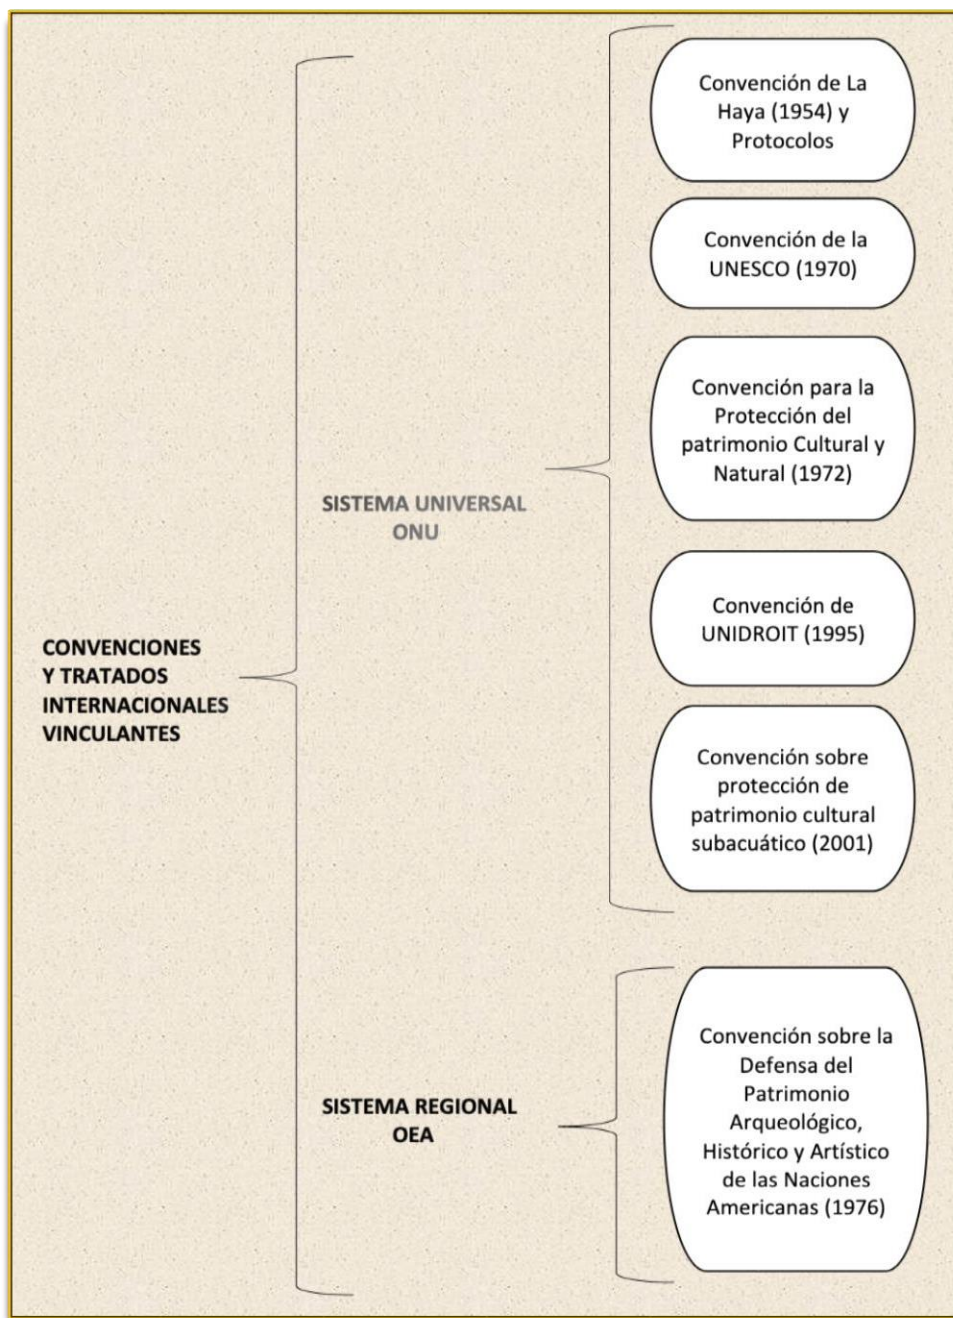 CONVENCIONES
Y TRATADOS
INTERNACIONALES
VINCULANTES
SISTEMA UNIVERSAL
ONU
Convención de La
Haya (1954) y
Protocolos
Convención de la
UNESCO (1970)
Convención para la
Protección del
patrimonio Cultural y
Natural (1972)
Convención de
UNIDROIT (1995)
Convención sobre
protección de
patrimonio cultural
subacuático (2001)
SISTEMA REGIONAL
OEA
Convención sobre la
Defensa del
Patrimonio
Arqueológico,
Histórico y Artístico
de las Naciones
Americanas (1976)